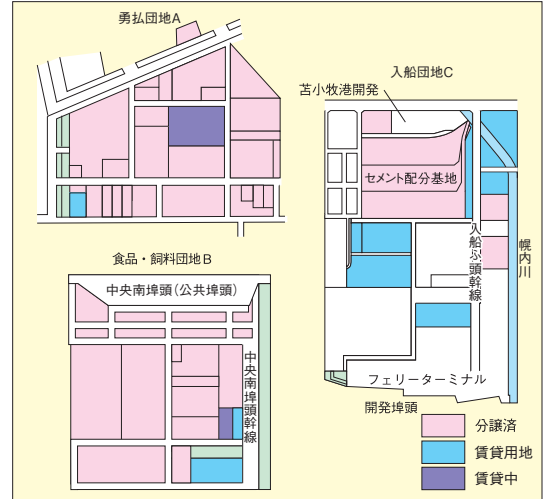 勇払団地A
入船団地C
苫小牧港開発
セメント配分基地
入船ふ頭幹線
幌内川
フェリーターミナル
開発埠頭
食品・飼料団地B
中央南埠頭(公共埠頭)
中央南埠頭幹線
分譲済
賃貸用地
賃貸中